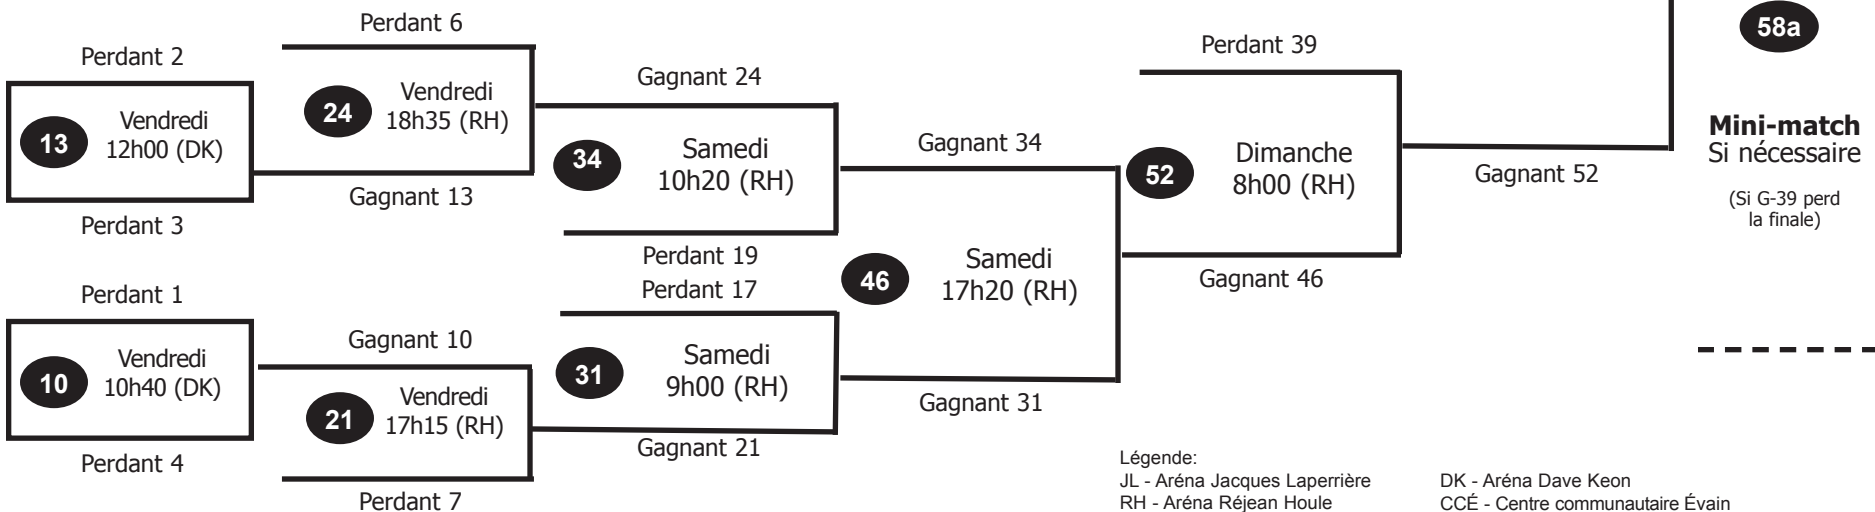 Perdant 2
13
Vendredi
12h00 (DK)
Perdant 3
Perdant 1
10
Vendredi
10h40 (DK)
Perdant 4
Perdant 6
24
Vendredi
18h35 (RH)
Gagnant 13
Gagnant 10
21
Vendredi
17h15 (RH)
Perdant 7
Gagnant 24
34
Samedi
10h20 (RH)
Perdant 19
Perdant 17
31
Samedi
9h00 (RH)
Gagnant 21
Gagnant 34
46
Samedi
17h20 (RH)
Gagnant 31
Perdant 39
52
Dimanche
8h00 (RH)
Gagnant 46
Gagnant 52
58a
Mini-match
Si nécessaire
(Si G-39 perd
la finale)
Légende:
JL - Aréna Jacques Laperrière
RH - Aréna Réjean Houle
DK - Aréna Dave Keon
CCÉ - Centre communautaire Évain